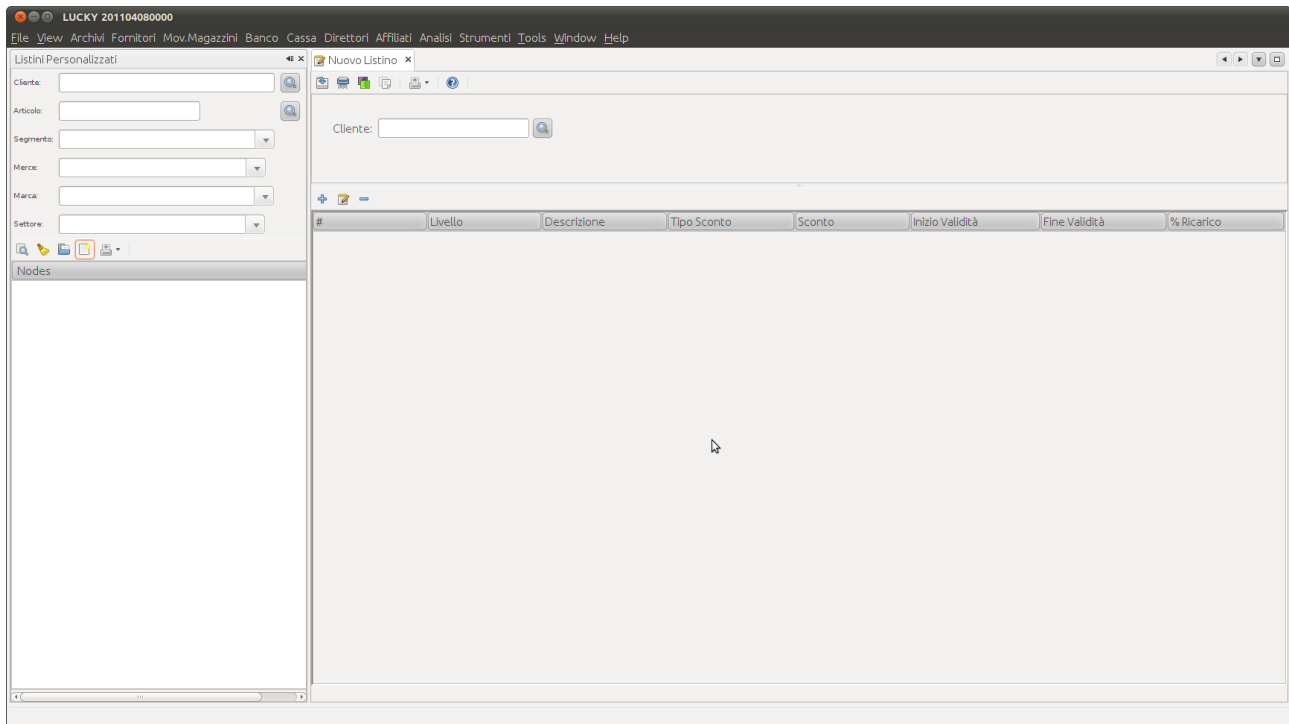 LUCKY 201104080000
File View Archivi Fornitori Mov.Magazzini Banco Cassa Direttori Affiliati Analisi Strumenti Tools Window Help
Listini Personalizzati
Nuovo Listino
Cliente:
Articolo:
Segmento:
Merce:
Marca:
Settore:
Nodes
Cliente:
# Livello Descrizione Tipo Sconto Sconto Inizio Validità Fine Validità % Ricarico